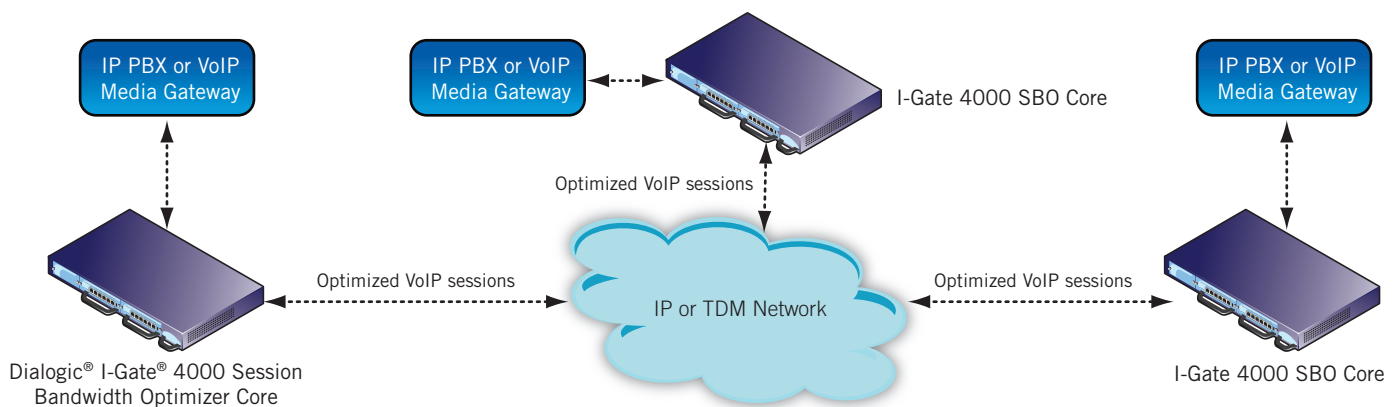 IP PBX or VoIP
Media Gateway
IP PBX or VoIP
Media Gateway
I-Gate 4000 SBO Core
IP PBX or VoIP
Media Gateway
Optimized VoIP sessions
Optimized VoIP sessions
IP or TDM Network
Optimized VoIP sessions
Dialogic® I-Gate® 4000 Session
Bandwidth Optimizer Core
I-Gate 4000 SBO Core